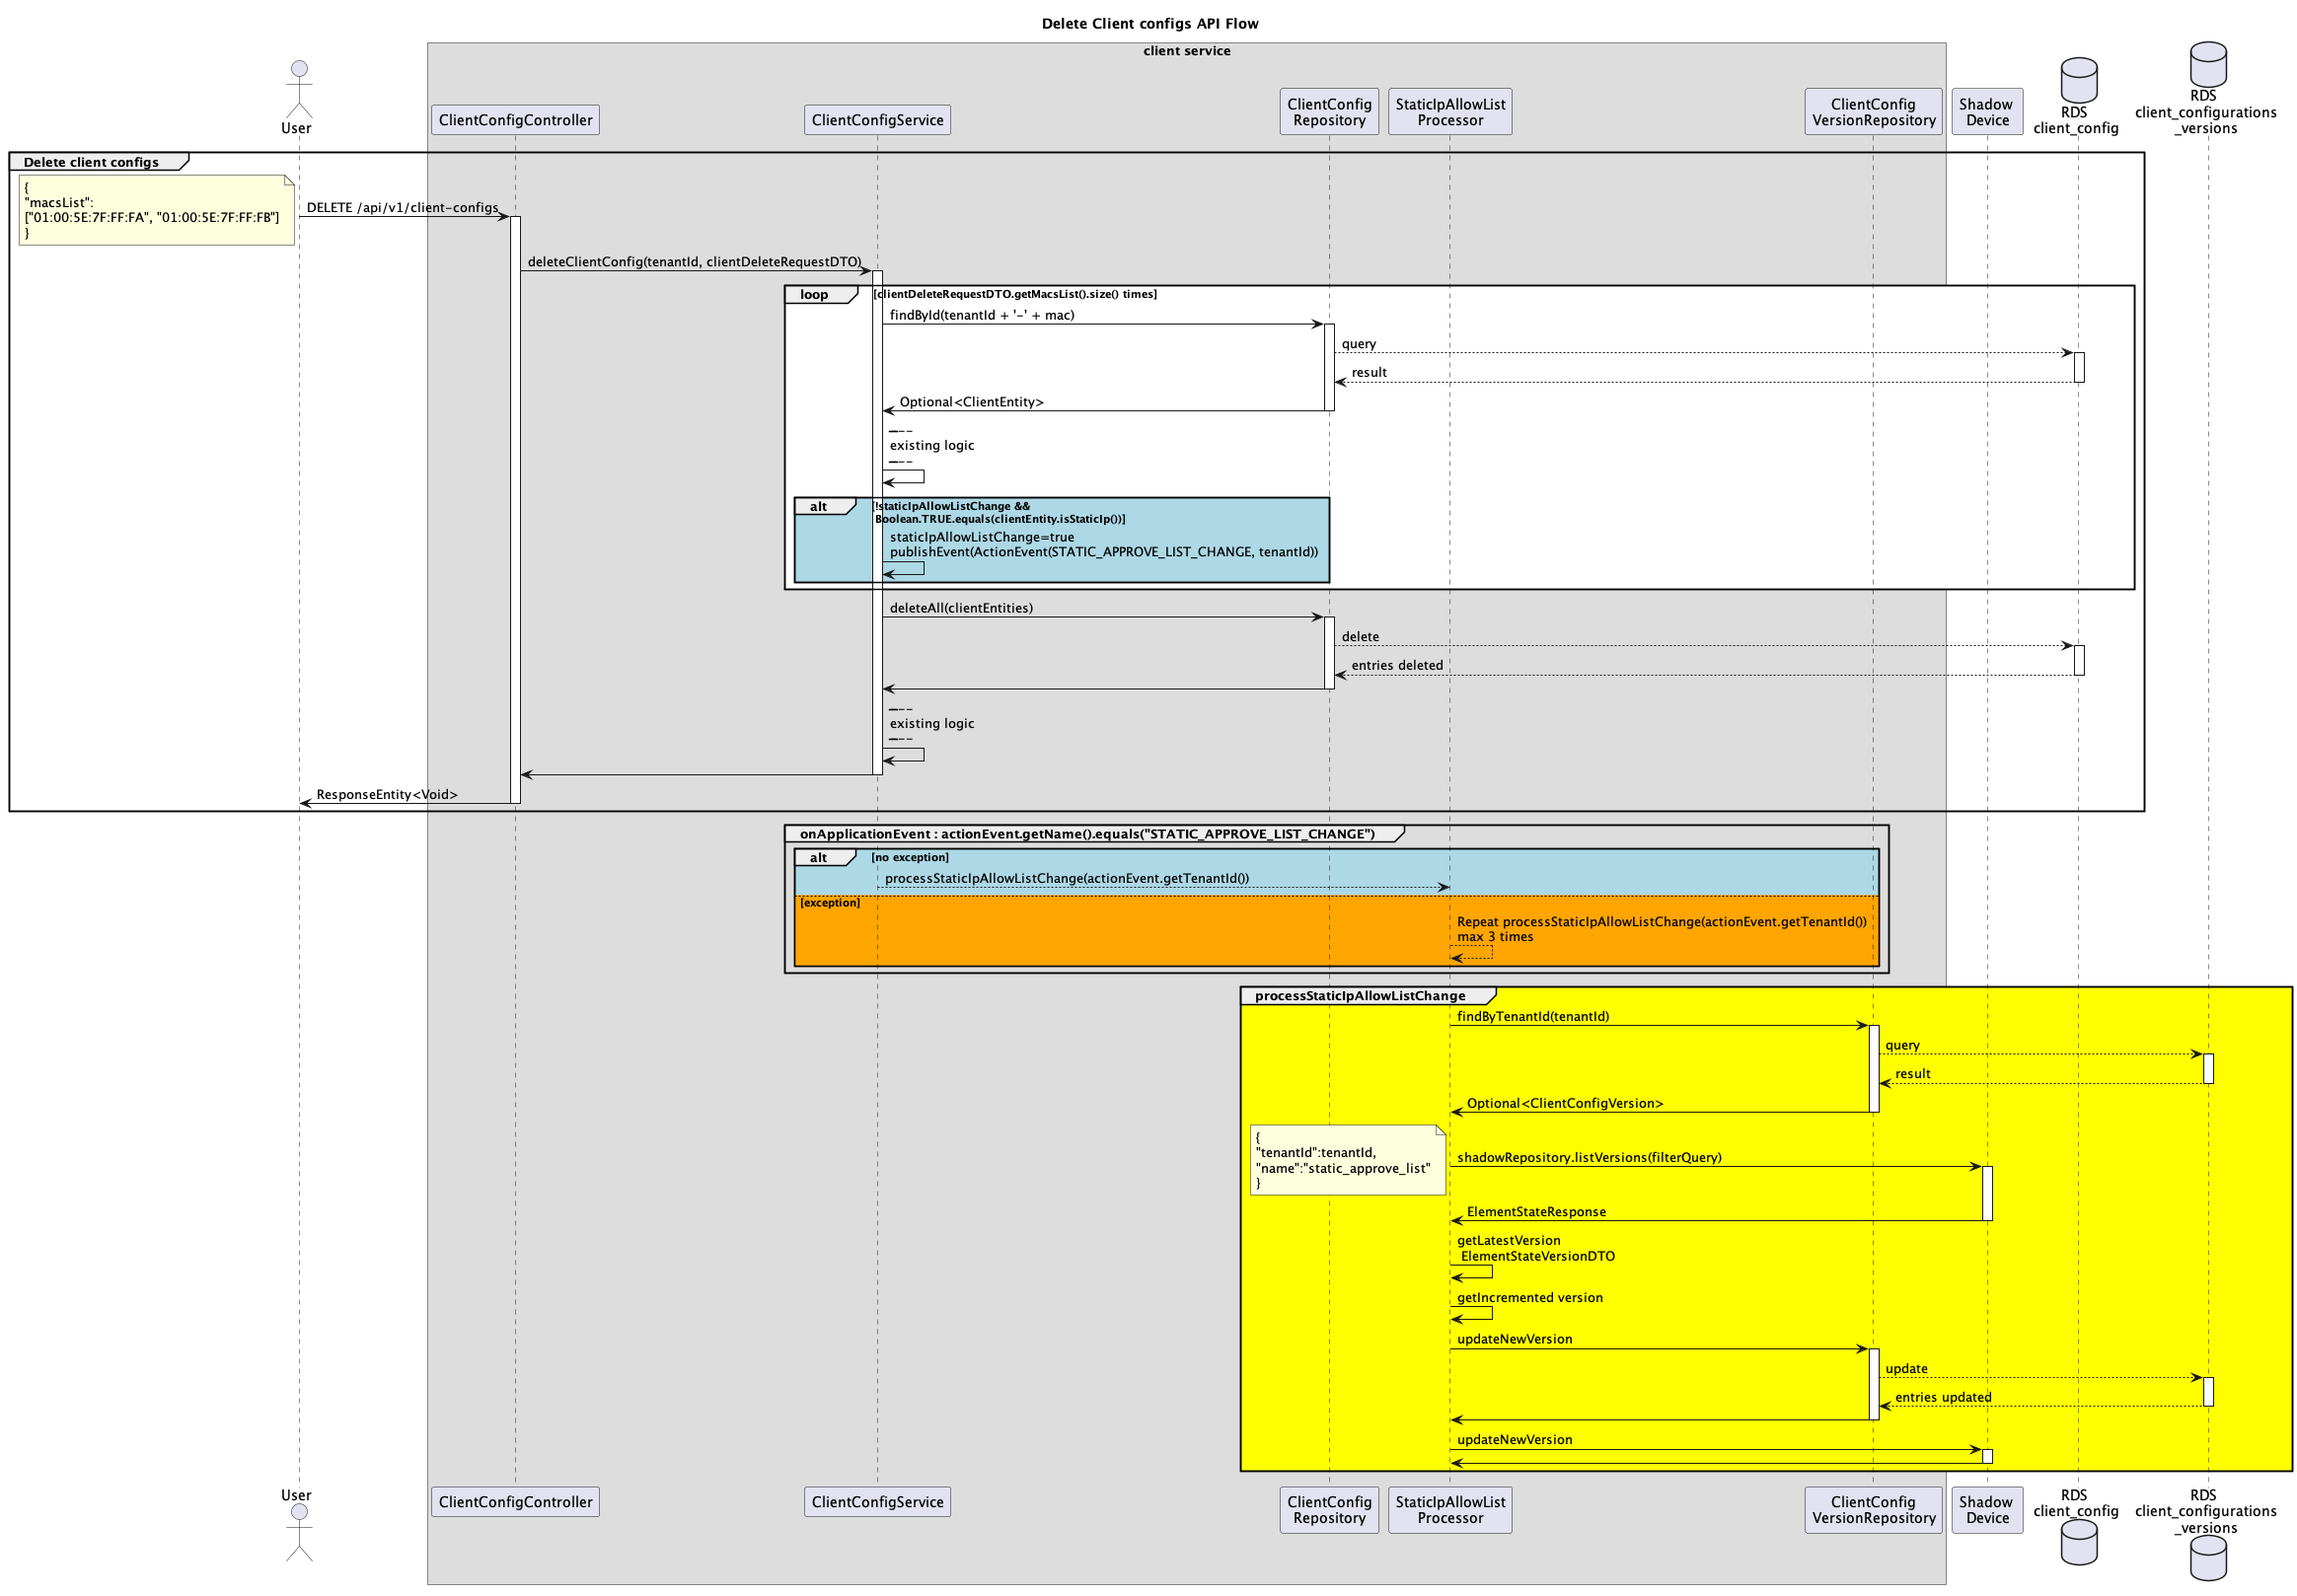 Delete Client configs API Flow
client service
User
ClientConfigController
ClientConfigService
ClientConfig
Repository
StaticIpAllowList
Processor
ClientConfig
VersionRepository
Shadow
Device
RDS
client_config
RDS
client_configurations
_versions
Delete client configs
{
"macsList":
["01:00:5E:7F:FF:FA", "01:00:5E:7F:FF:FB"]
}
DELETE /api/v1/client-configs
deleteClientConfig(tenantId, clientDeleteRequestDTO)
loop
[clientDeleteRequestDTO.getMacsList().size() times]
findById(tenantId + '-' + mac)
query
result
Optional<ClientEntity>
existing logic
alt
[!staticIpAllowListChange &&
Boolean.TRUE.equals(clientEntity.isStaticIp())]
staticIpAllowListChange=true
publishEvent(ActionEvent(STATIC_APPROVE_LIST_CHANGE, tenantId))
deleteAll(clientEntities)
delete
entries deleted
existing logic
ResponseEntity<Void>
onApplicationEvent : actionEvent.getName().equals("STATIC_APPROVE_LIST_CHANGE")
alt
[no exception]
processStaticIpAllowListChange(actionEvent.getTenantId())
[exception]
Repeat processStaticIpAllowListChange(actionEvent.getTenantId())
max 3 times
processStaticIpAllowListChange
findByTenantId(tenantId)
query
result
Optional<ClientConfigVersion>
{
"tenantId":tenantId,
"name":"static_approve_list"
}
shadowRepository.listVersions(filterQuery)
ElementStateResponse
getLatestVersion
ElementStateVersionDTO
getIncremented version
updateNewVersion
update
entries updated
updateNewVersion
User
ClientConfigController
ClientConfigService
ClientConfig
Repository
StaticIpAllowList
Processor
ClientConfig
VersionRepository
Shadow
Device
RDS
client_config
RDS
client_configurations
_versions